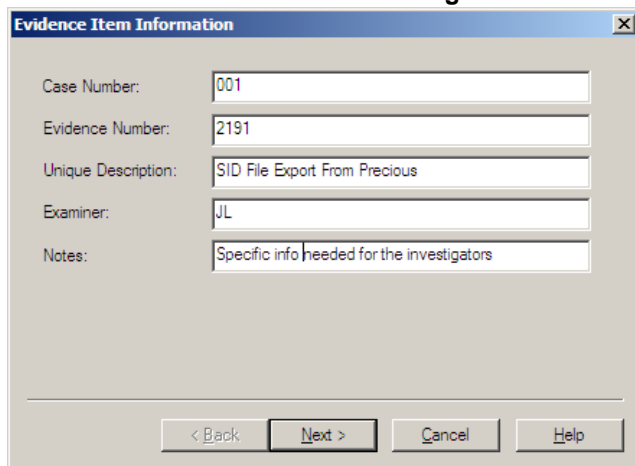 Evidence Item Information
Case Number: 001
Evidence Number: 2191
Unique Description: SID File Export From Precious
Examiner: JL
Notes: Specific info needed for the investigators
< Back Next > Cancel Help